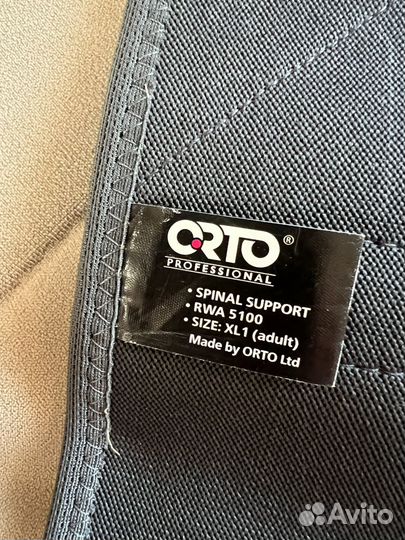 ORTO®
PROFESSIONAL
• SPINAL SUPPORT
• RWA 5100
• SIZE: XL1 (adult)
Made by ORTO Ltd
Avito